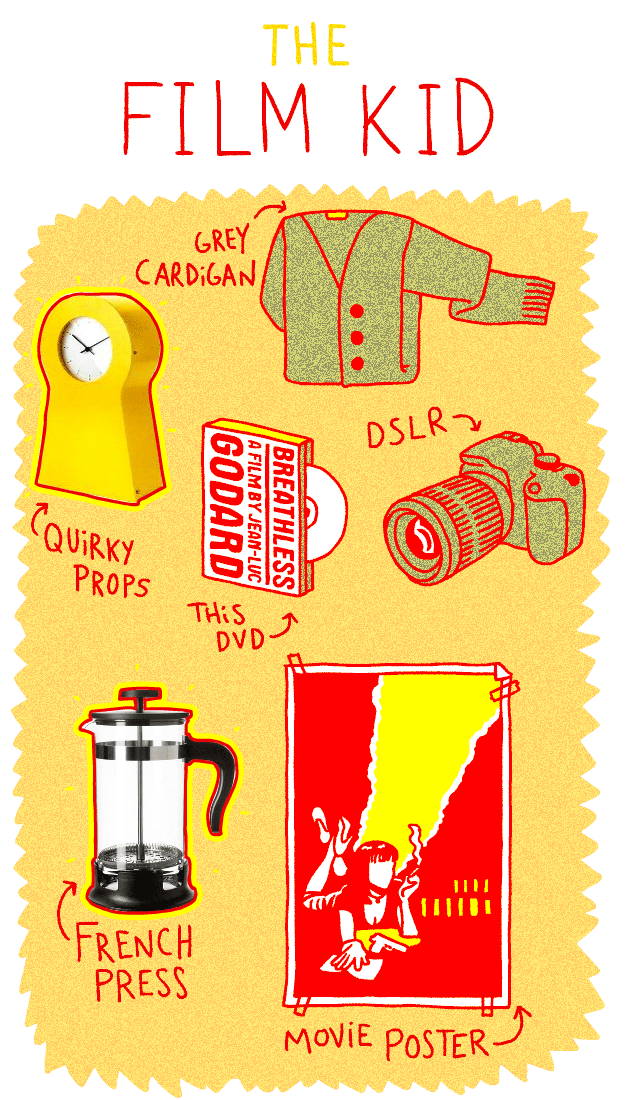 THE
FILM KID
GREY
CARDiGAN
DSLR
BREATHLESS
A FILM BY JEAN-LUC
GODARD
QUiRKY
PROPS
THiS
DVD
FRENCH
PRESS
MOViE POSTER